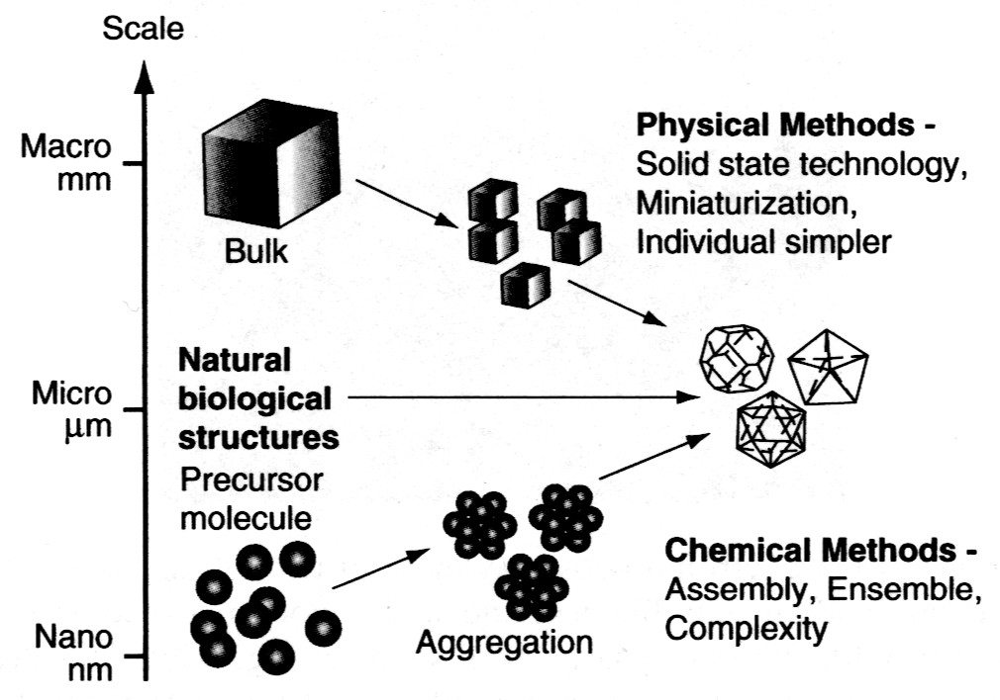 Scale
Macro
mm
Bulk
Physical Methods -
Solid state technology,
Miniaturization,
Individual simpler
Micro
μm
Natural
biological
structures
Precursor
molecule
Nano
nm
Aggregation
Chemical Methods -
Assembly, Ensemble,
Complexity